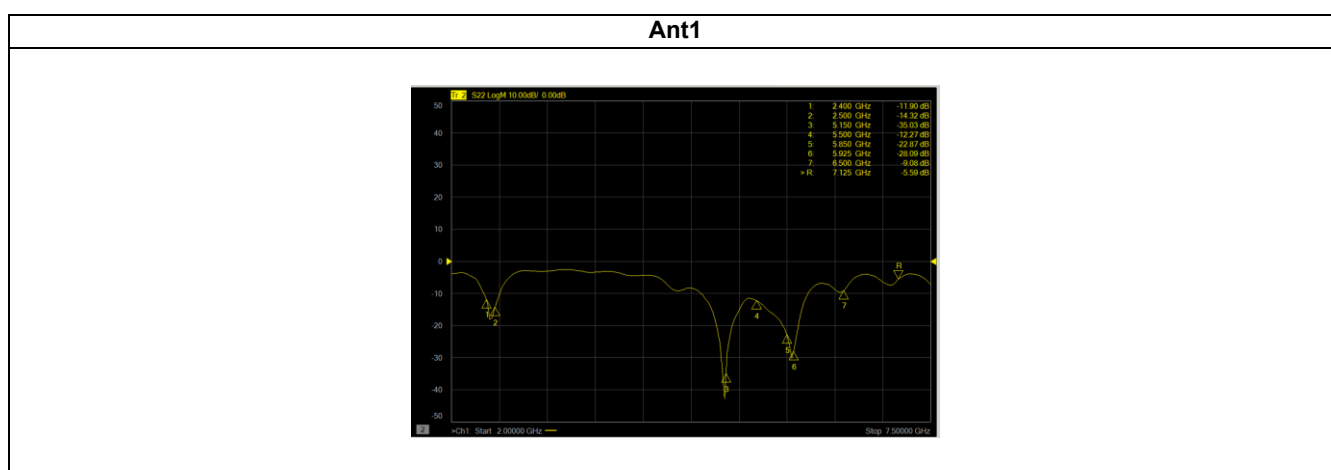 Ant1
Tr 2 S22 LogM 10.00dB/ 0.00dB
50
40
30
20
10
0
-10
-20
-30
-40
-50
1: 2.400 GHz -11.90 dB
2: 2.500 GHz -14.32 dB
3: 5.150 GHz -35.03 dB
4: 5.500 GHz -12.27 dB
5: 5.850 GHz -22.87 dB
6: 5.925 GHz -28.09 dB
7: 6.500 GHz -9.08 dB
> R: 7.125 GHz -5.59 dB
R
1
2
3
4
5
6
7
2 >Ch1: Start 2.00000 GHz Stop 7.50000 GHz